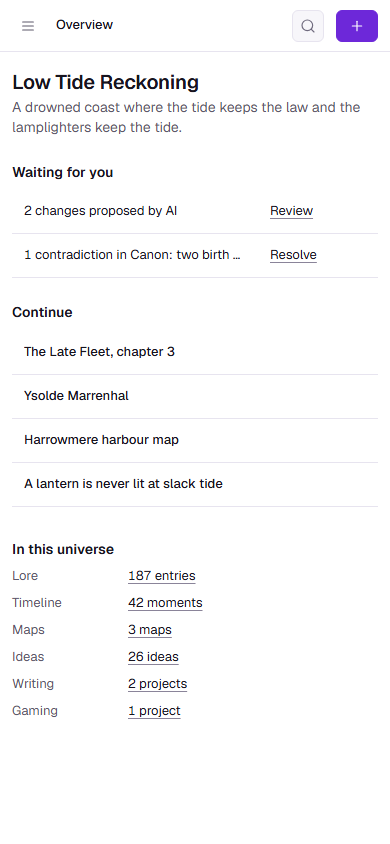 Overview
Low Tide Reckoning
A drowned coast where the tide keeps the law and the
lamplighters keep the tide.
Waiting for you
2 changes proposed by AI Review
1 contradiction in Canon: two birth … Resolve
Continue
The Late Fleet, chapter 3
Ysolde Marrenhal
Harrowmere harbour map
A lantern is never lit at slack tide
In this universe
Lore 187 entries
Timeline 42 moments
Maps 3 maps
Ideas 26 ideas
Writing 2 projects
Gaming 1 project